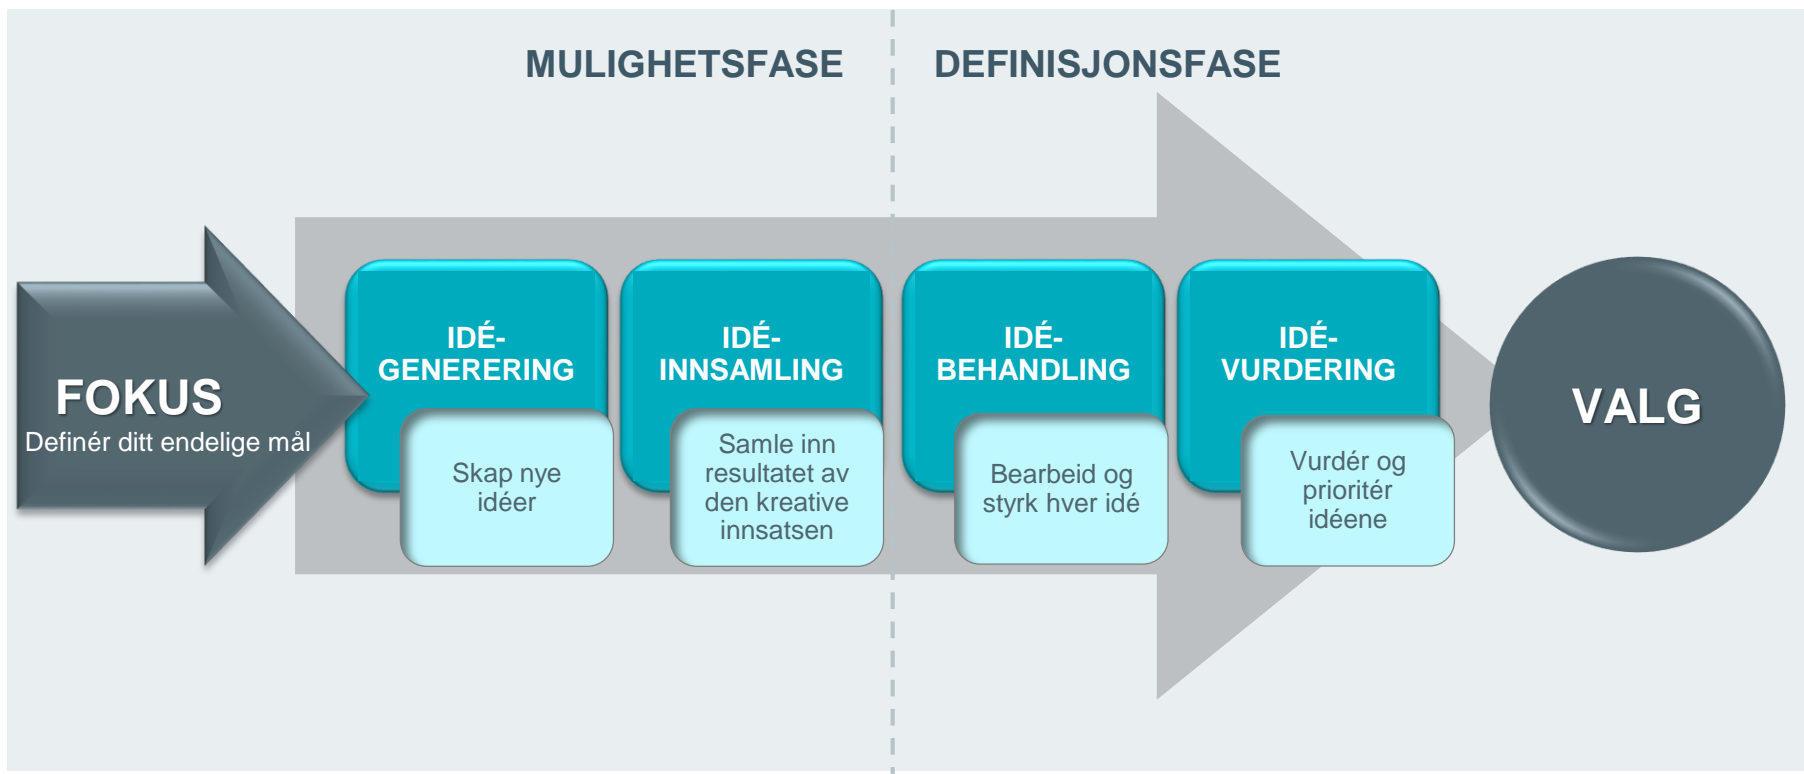 MULIGHETSFASE
DEFINISJONSFASE
FOKUS
Definér ditt endelige mål
IDÉ-
GENERERING
Skap nye
idéer
IDÉ-
INNSAMLING
Samle inn
resultatet av
den kreative
innsatsen
IDÉ-
BEHANDLING
Bearbeid og
styrk hver idé
IDÉ-
VURDERING
Vurdér og
prioritér
idéene
VALG